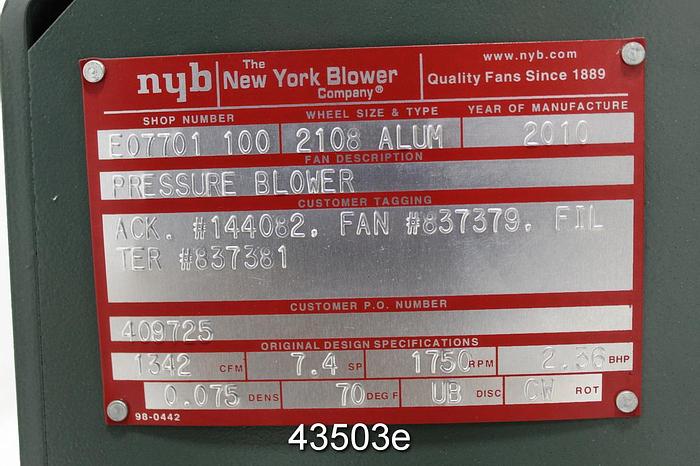 nyb The New York Blower Company®
www.nyb.com
Quality Fans Since 1889
SHOP NUMBER WHEEL SIZE & TYPE YEAR OF MANUFACTURE
E07701 100 2108 ALUM 2010
FAN DESCRIPTION
PRESSURE BLOWER
CUSTOMER TAGGING
ACK. #144082, FAN #837379, FIL
TER #837381
CUSTOMER P.O. NUMBER
409725
ORIGINAL DESIGN SPECIFICATIONS
1342 CFM 7.4 SP 1750 RPM 2.36 BHP
0.075 DENS 70 DEG F UB DISC CW ROT
98-0442
43503e